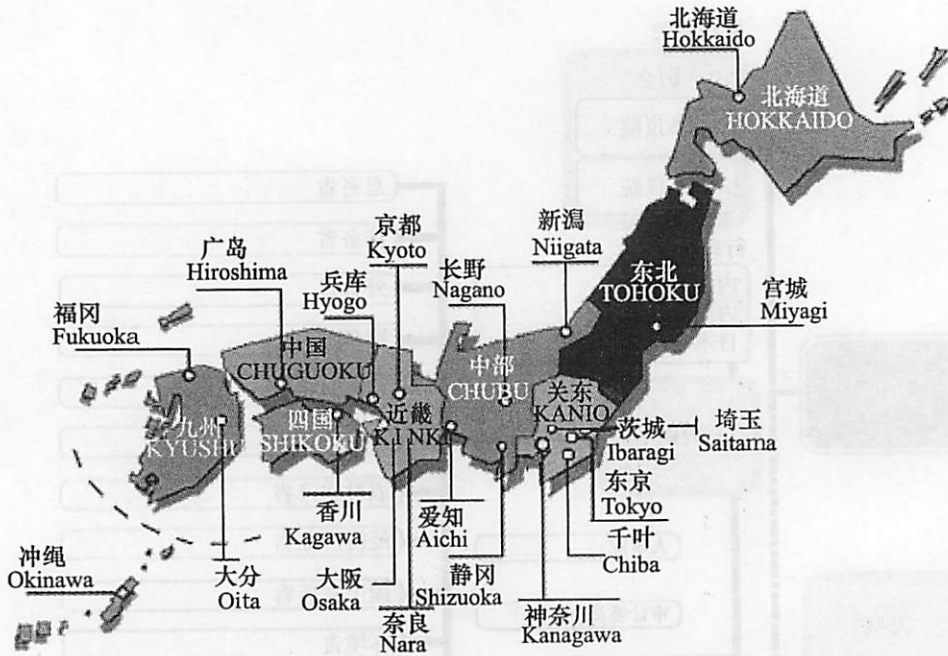 北海道
Hokkaido
北海道
HOKKAIDO
新潟
Niigata
东北
TOHOKU
宫城
Miyagi
京都
Kyoto
广岛
Hiroshima
兵库
Hyogo
长野
Nagano
福冈
Fukuoka
中国
CHUGUOKU
中部
CHUBU
关东
KANIO
九州
KYUSHU
四国
SHIKOKU
近畿
KINKI
茨城
Ibaragi
埼玉
Saitama
东京
Tokyo
千叶
Chiba
香川
Kagawa
爱知
Aichi
静冈
Shizuoka
神奈川
Kanagawa
冲绳
Okinawa
大分
Oita
大阪
Osaka
奈良
Nara